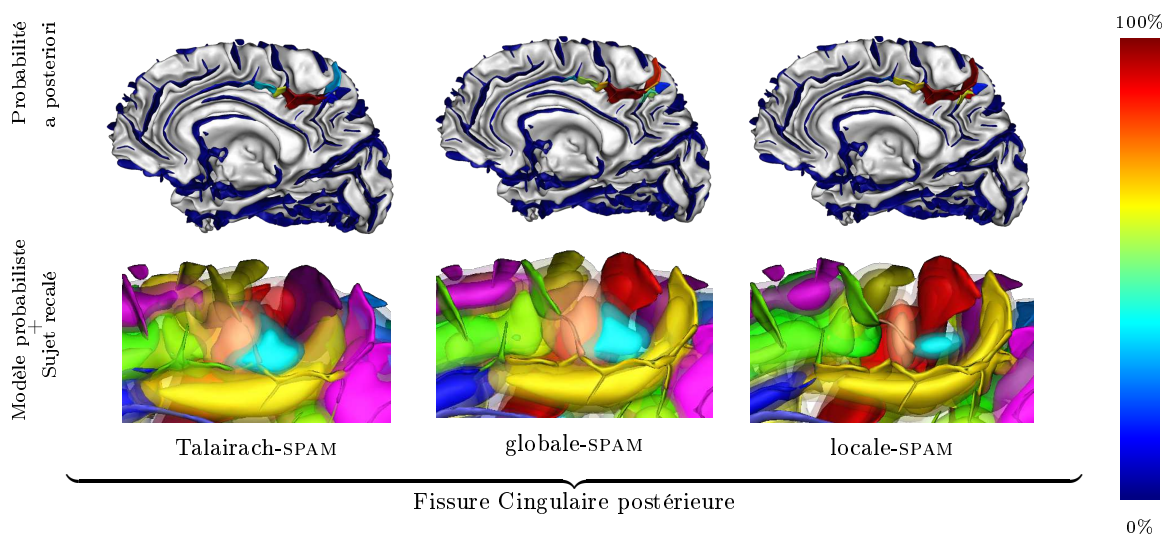 Probabilité
a posteriori
100%
Modèle probabiliste
+
Sujet recalé
Talairach-SPAM
globale-SPAM
locale-SPAM
Fissure Cingulaire postérieure
0%